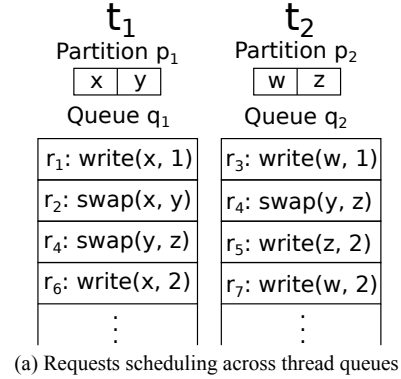 t₁
Partition p₁
x y
Queue q₁
r₁: write(x, 1)
r₂: swap(x, y)
r₄: swap(y, z)
r₆: write(x, 2)
⋮
t₂
Partition p₂
w z
Queue q₂
r₃: write(w, 1)
r₄: swap(y, z)
r₅: write(z, 2)
r₇: write(w, 2)
⋮
(a) Requests scheduling across thread queues